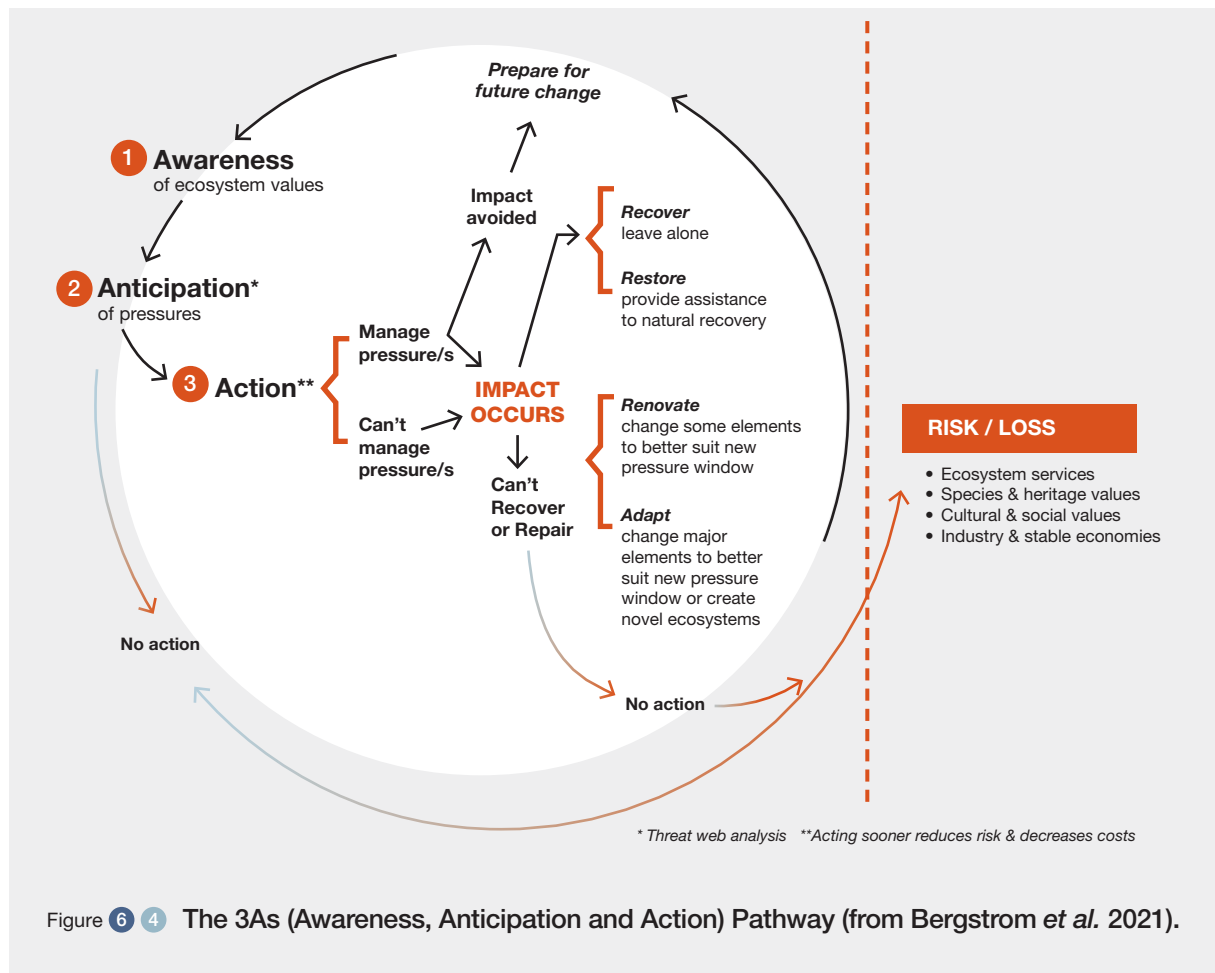 Prepare for
future change
1 Awareness
of ecosystem values
Impact
avoided
Recover
leave alone
Restore
provide assistance
to natural recovery
2 Anticipation*
of pressures
3 Action**
Manage
pressure/s
Can't
manage
pressure/s
IMPACT
OCCURS
Can't
Recover
or Repair
Renovate
change some elements
to better suit new
pressure window
Adapt
change major
elements to better
suit new pressure
window or create
novel ecosystems
No action
No action
RISK / LOSS
• Ecosystem services
• Species & heritage values
• Cultural & social values
• Industry & stable economies
* Threat web analysis **Acting sooner reduces risk & decreases costs
Figure 6 4 The 3As (Awareness, Anticipation and Action) Pathway (from Bergstrom et al. 2021).